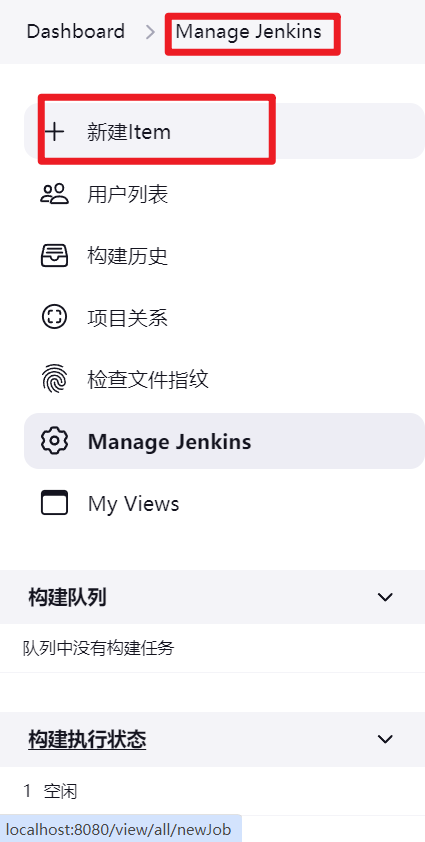 Dashboard > Manage Jenkins
新建Item
用户列表
构建历史
项目关系
检查文件指纹
Manage Jenkins
My Views
构建队列
队列中没有构建任务
构建执行状态
1 空闲
localhost:8080/view/all/newJob